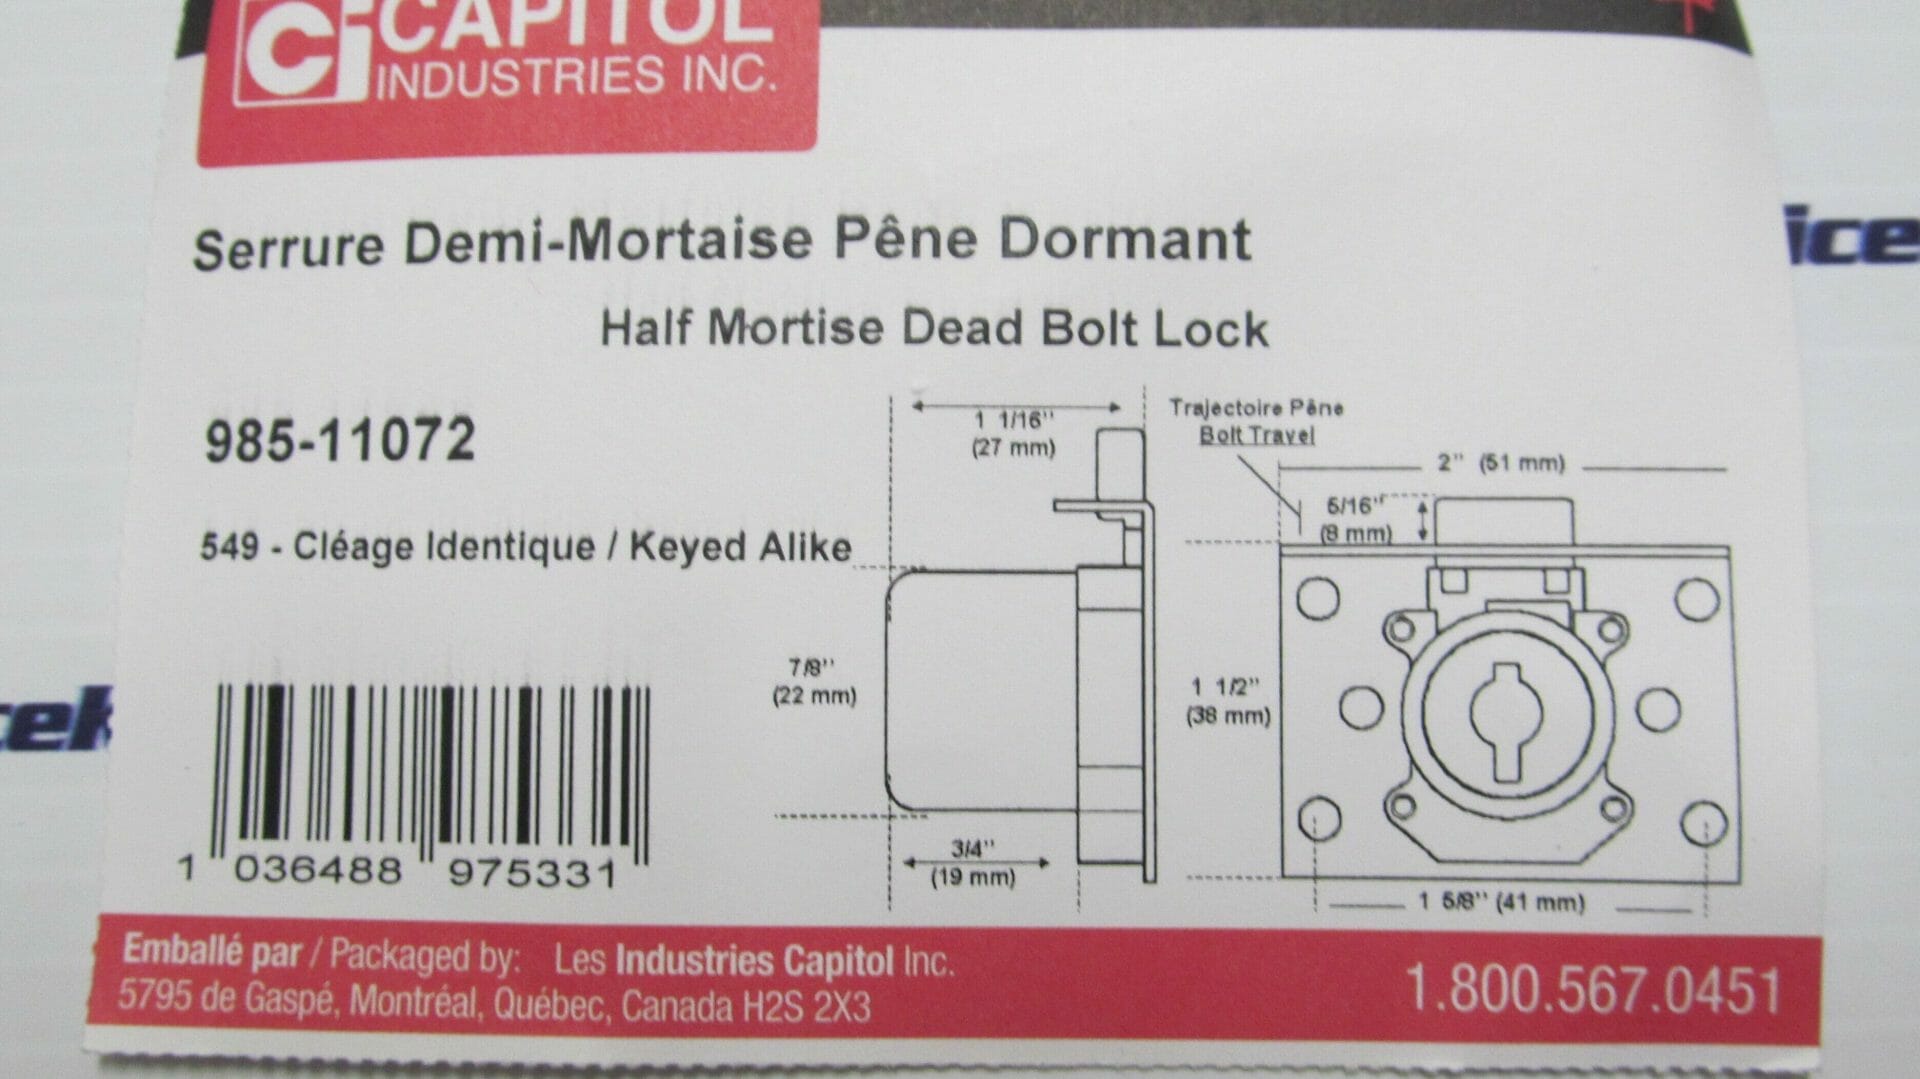 Ci CAPITOL
INDUSTRIES INC.
Serrure Demi-Mortaise Pêne Dormant
Half Mortise Dead Bolt Lock
985-11072
549 - Cléage Identique / Keyed Alike
1 1/16"
(27 mm)
Trajectoire Pêne
Bolt Travel
2" (51 mm)
5/16"
(8 mm)
7/8"
(22 mm)
1 1/2"
(38 mm)
3/4"
(19 mm)
1 5/8" (41 mm)
1 036488 975331
Emballé par / Packaged by: Les Industries Capitol Inc.
5795 de Gaspé, Montréal, Québec, Canada H2S 2X3
1.800.567.0451